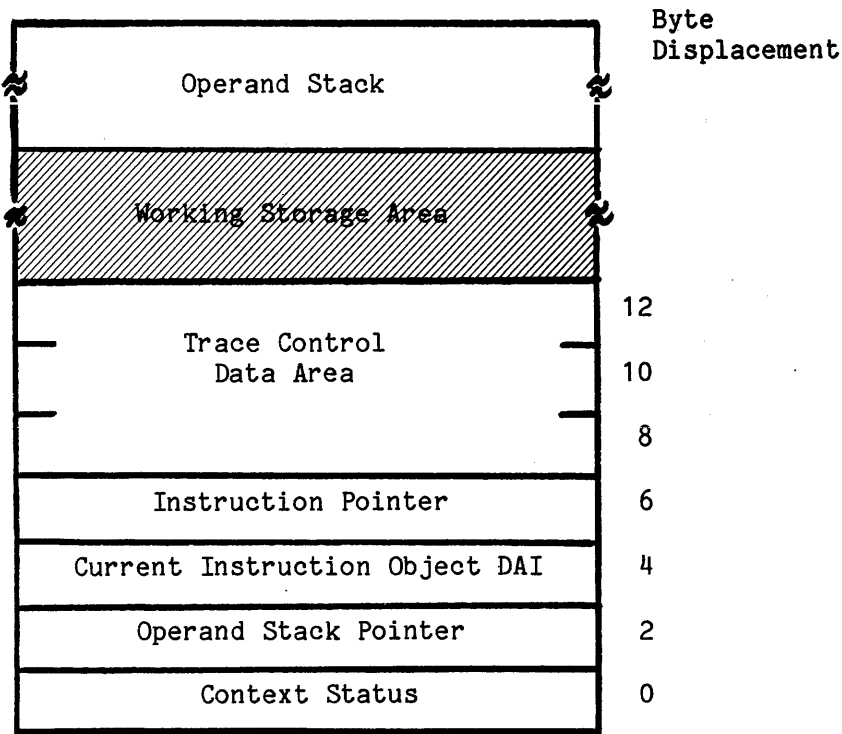 Byte
Displacement
Operand Stack
Working Storage Area
12
Trace Control
Data Area
10
8
Instruction Pointer 6
Current Instruction Object DAI 4
Operand Stack Pointer 2
Context Status 0